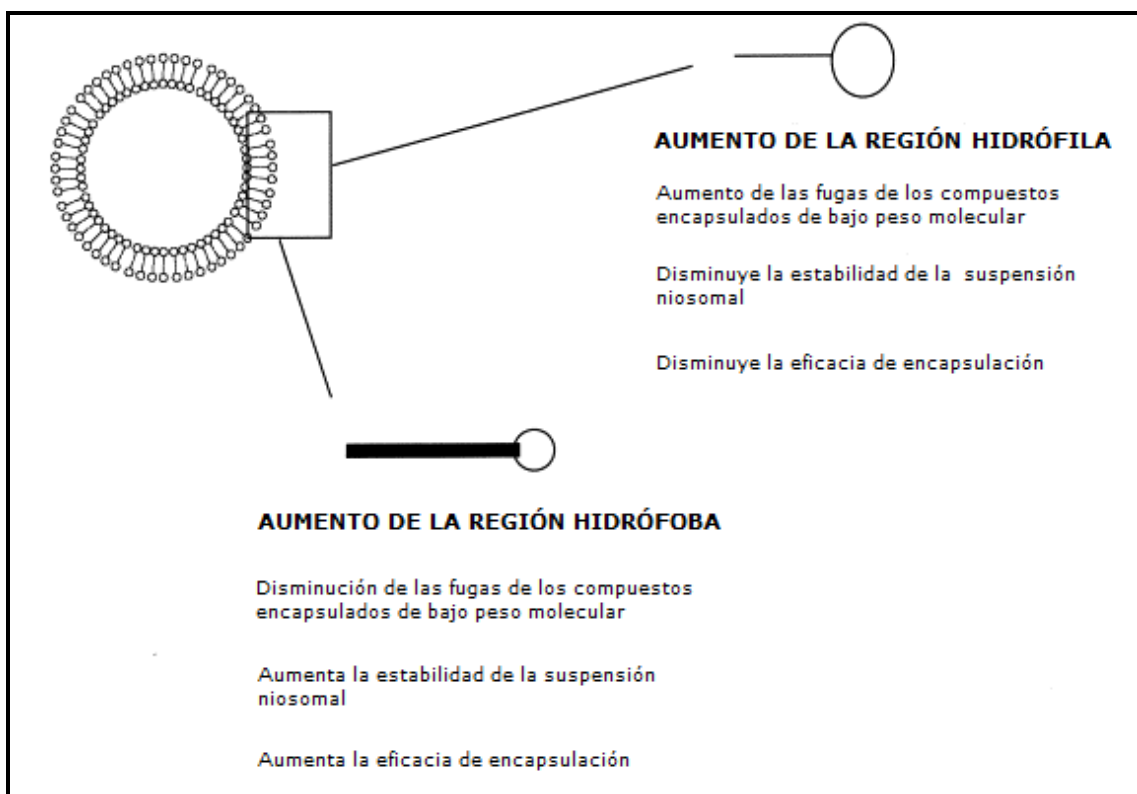 AUMENTO DE LA REGIÓN HIDRÓFILA
Aumento de las fugas de los compuestos
encapsulados de bajo peso molecular
Disminuye la estabilidad de la suspensión
niosomal
Disminuye la eficacia de encapsulación
AUMENTO DE LA REGIÓN HIDRÓFOBA
Disminución de las fugas de los compuestos
encapsulados de bajo peso molecular
Aumenta la estabilidad de la suspensión
niosomal
Aumenta la eficacia de encapsulación